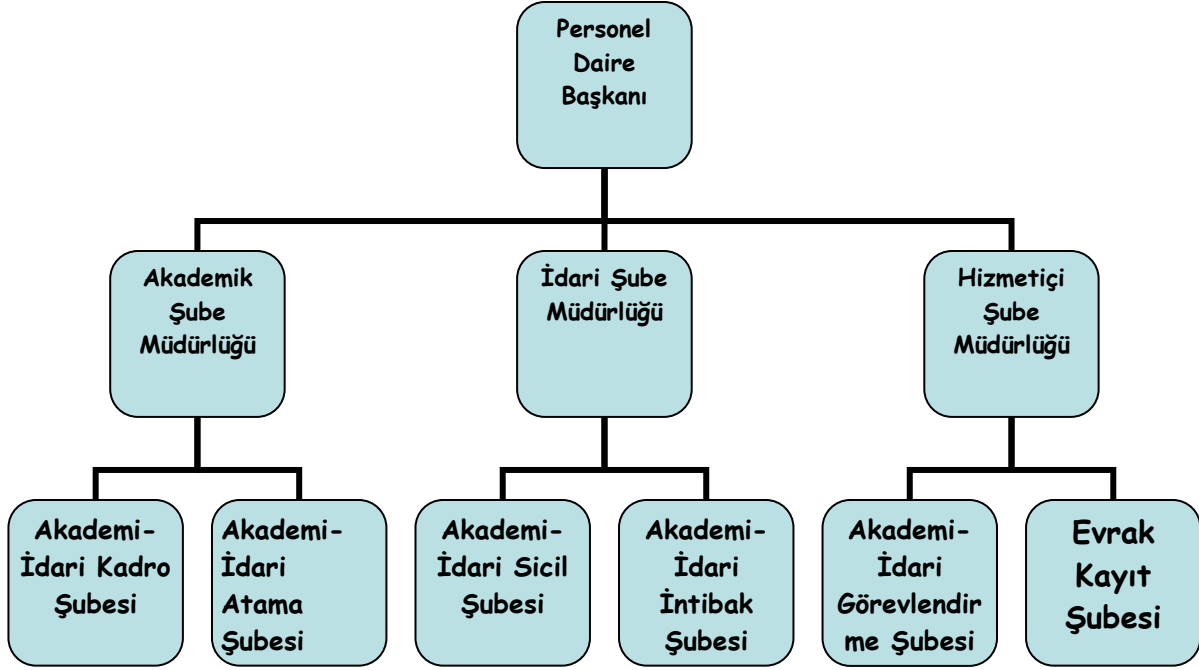 Personel
Daire
Başkanı
Akademik
Şube
Müdürlüğü
İdari Şube
Müdürlüğü
Hizmetiçi
Şube
Müdürlüğü
Akademi-
İdari Kadro
Şubesi
Akademi-
İdari
Atama
Şubesi
Akademi-
İdari Sicil
Şubesi
Akademi-
İdari
İntibak
Şubesi
Akademi-
İdari
Görevlendir
me Şubesi
Evrak
Kayıt
Şubesi